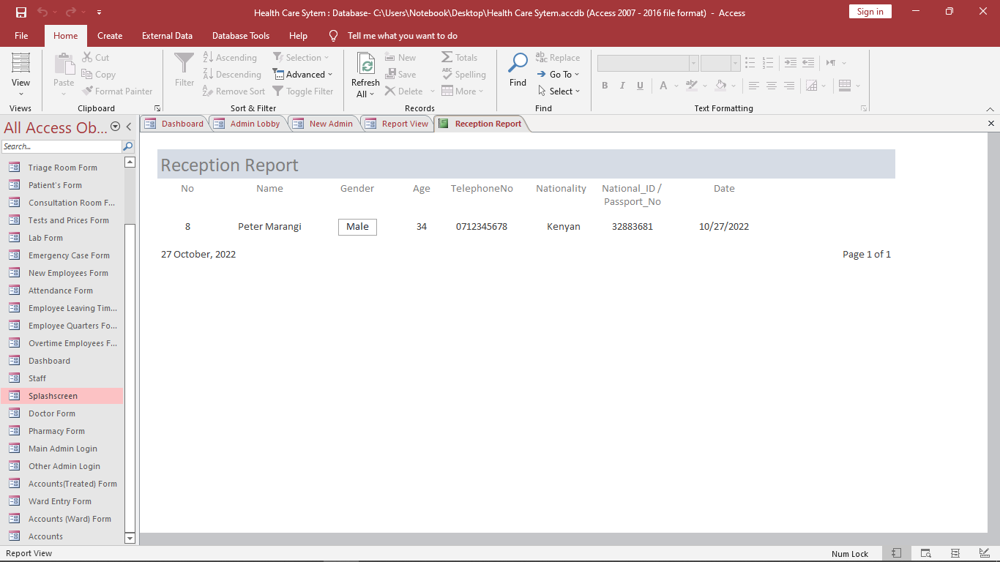 Health Care Sytem : Database- C:\Users\Notebook\Desktop\Health Care Sytem.accdb (Access 2007 - 2016 file format) - Access
Sign in
File Home Create External Data Database Tools Help Tell me what you want to do
View
Views
Paste
Cut
Copy
Format Painter
Clipboard
Filter
Ascending
Descending
Remove Sort
Selection
Advanced
Toggle Filter
Sort & Filter
Refresh
All
New
Save
Delete
Totals
Spelling
More
Records
Find
Replace
Go To
Select
Find
B I U A
Text Formatting
All Access Ob...
Search...
Triage Room Form
Patient's Form
Consultation Room F...
Tests and Prices Form
Lab Form
Emergency Case Form
New Employees Form
Attendance Form
Employee Leaving Tim...
Employee Quarters Fo...
Overtime Employees F...
Dashboard
Staff
Splashscreen
Doctor Form
Pharmacy Form
Main Admin Login
Other Admin Login
Accounts(Treated) Form
Ward Entry Form
Accounts (Ward) Form
Accounts
Dashboard Admin Lobby New Admin Report View Reception Report
Reception Report
No Name Gender Age TelephoneNo Nationality National_ID / Passport_No Date
8 Peter Marangi Male 34 0712345678 Kenyan 32883681 10/27/2022
27 October, 2022 Page 1 of 1
Report View Num Lock